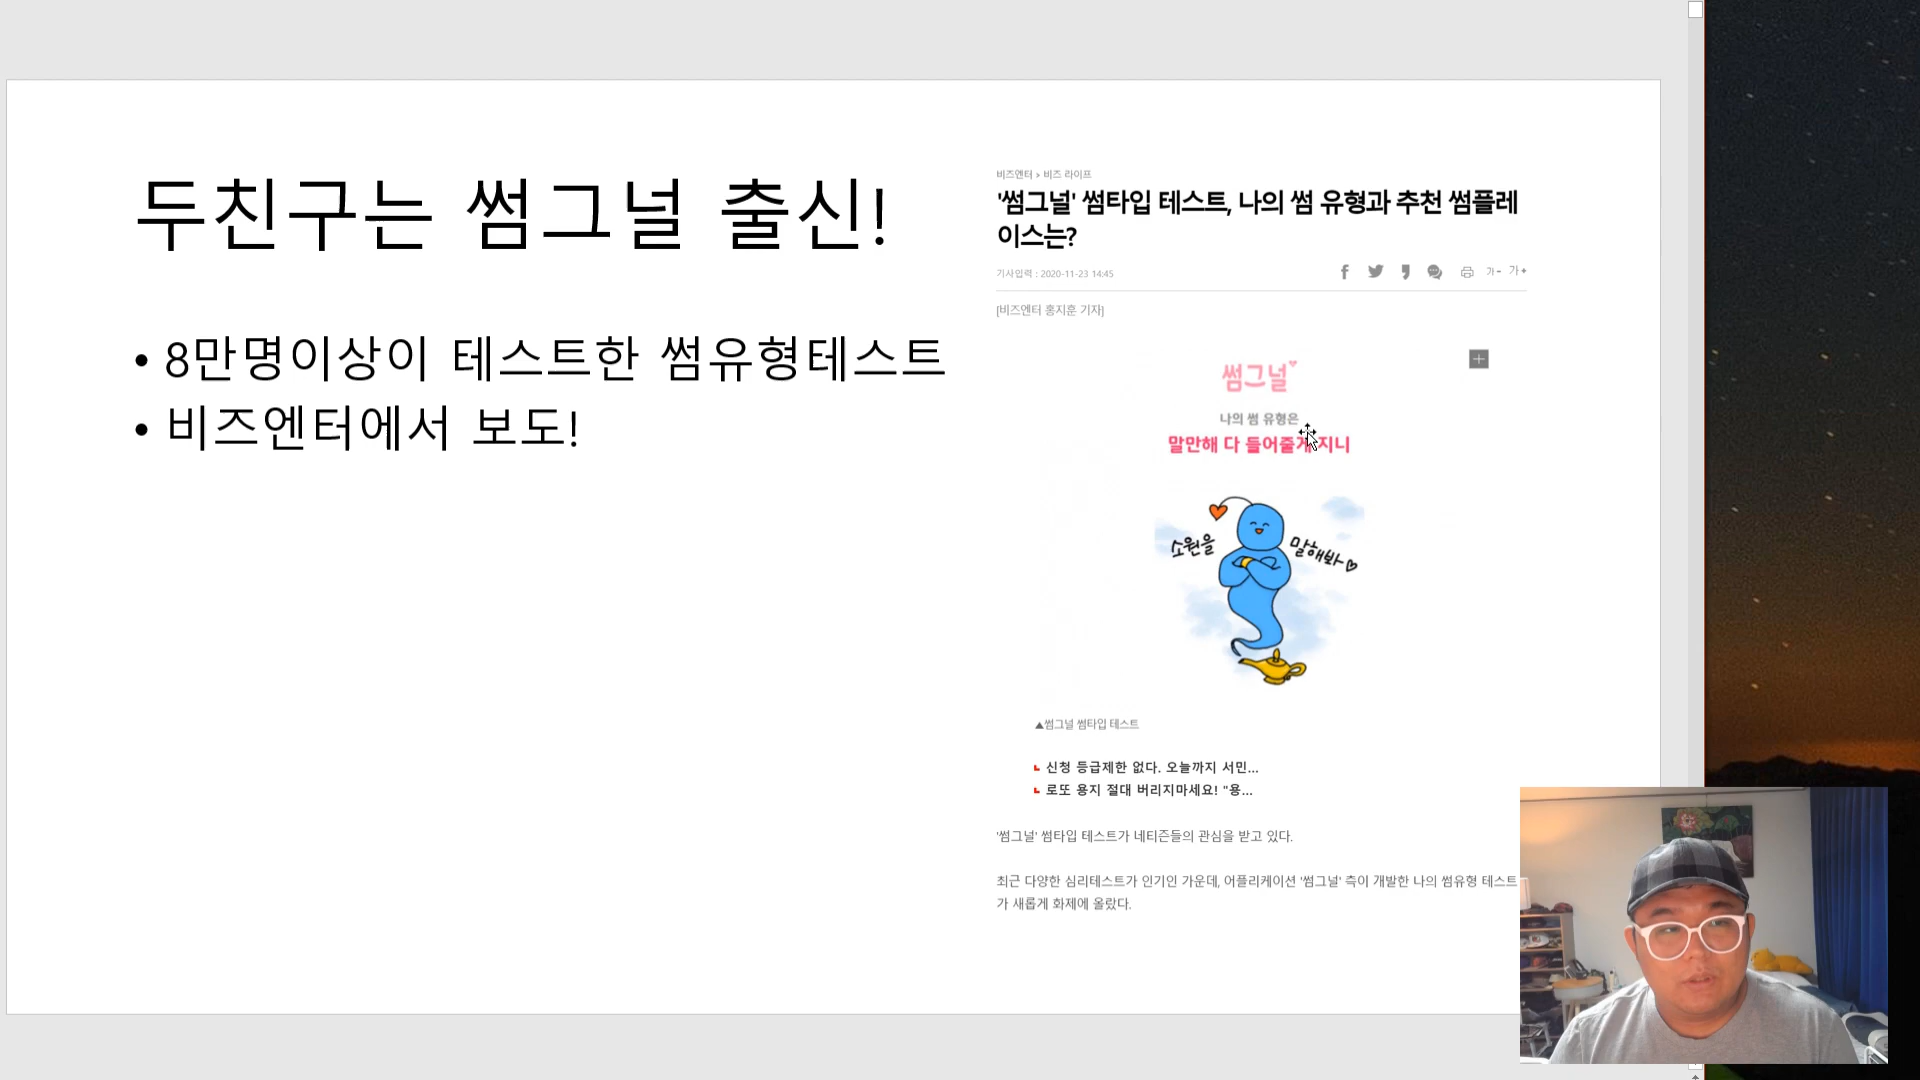 두친구는 썸그널 출신!
• 8만명이상이 테스트한 썸유형테스트
• 비즈엔터에서 보도!
비즈엔터 > 비즈 라이프
'썸그널' 썸타입 테스트, 나의 썸 유형과 추천 썸플레
이스는?
기사입력 : 2020-11-23 14:45
가- 가+
[비즈엔터 홍지훈 기자]
썸그널
나의 썸 유형은
말만해 다 들어줄게 지니
소원을 말해봐
▲썸그널 썸타입 테스트
신청 등급제한 없다. 오늘까지 서민...
로또 용지 절대 버리지마세요! "용...
'썸그널' 썸타입 테스트가 네티즌들의 관심을 받고 있다.
최근 다양한 심리테스트가 인기인 가운데, 어플리케이션 '썸그널' 측이 개발한 나의 썸유형 테스트
가 새롭게 화제에 올랐다.